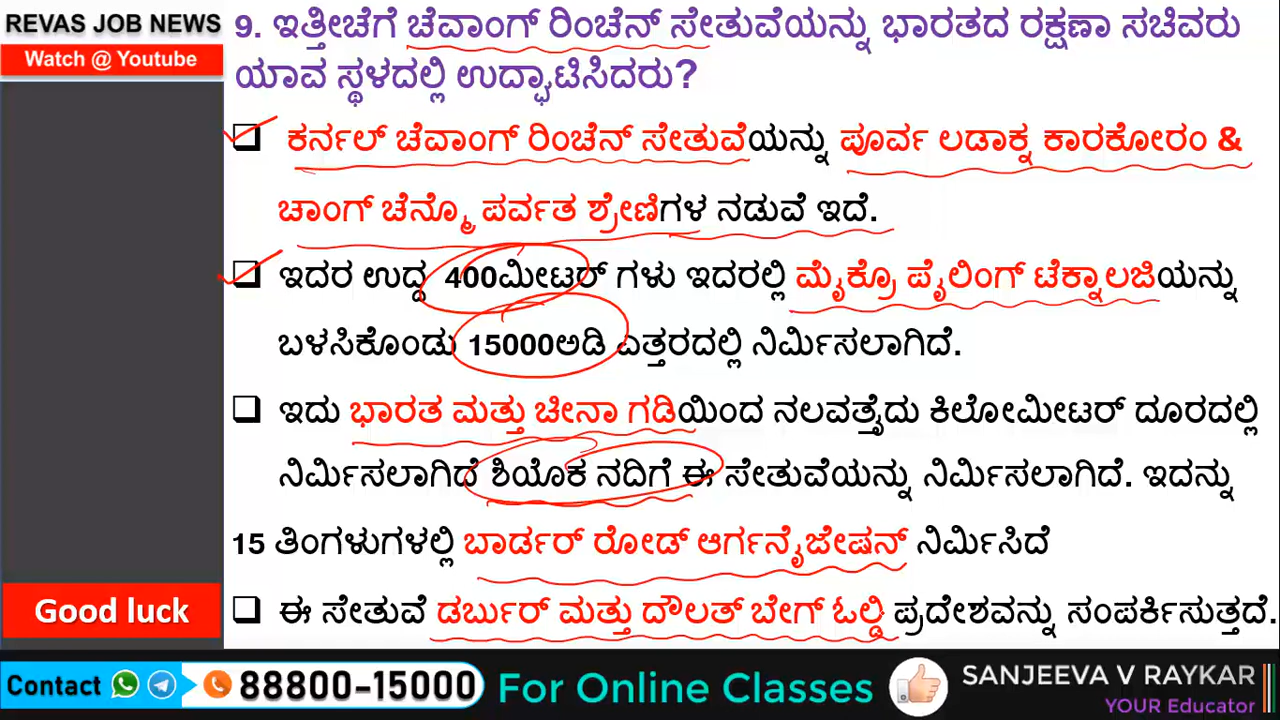 REVAS JOB NEWS
Watch @ Youtube
9. ಇತ್ತೀಚೆಗೆ ಚೆವಾಂಗ್ ರಿಂಚೆನ್ ಸೇತುವೆಯನ್ನು ಭಾರತದ ರಕ್ಷಣಾ ಸಚಿವರು
ಯಾವ ಸ್ಥಳದಲ್ಲಿ ಉದ್ಘಾಟಿಸಿದರು?
❑ ಕರ್ನಲ್ ಚೆವಾಂಗ್ ರಿಂಚೆನ್ ಸೇತುವೆಯನ್ನು ಪೂರ್ವ ಲಡಾಕ್ನ ಕಾರಕೋರಂ &
ಚಾಂಗ್ ಚೆನ್ಮೊ ಪರ್ವತ ಶ್ರೇಣಿಗಳ ನಡುವೆ ಇದೆ.
❑ ಇದರ ಉದ್ದ 400ಮೀಟರ್ ಗಳು ಇದರಲ್ಲಿ ಮೈಕ್ರೊ ಪೈಲಿಂಗ್ ಟೆಕ್ನಾಲಜಿಯನ್ನು
ಬಳಸಿಕೊಂಡು 15000ಅಡಿ ಎತ್ತರದಲ್ಲಿ ನಿರ್ಮಿಸಲಾಗಿದೆ.
❑ ಇದು ಭಾರತ ಮತ್ತು ಚೀನಾ ಗಡಿಯಿಂದ ನಲವತ್ತೈದು ಕಿಲೋಮೀಟರ್ ದೂರದಲ್ಲಿ
ನಿರ್ಮಿಸಲಾಗಿದೆ ಶಿಯೊಕ ನದಿಗೆ ಈ ಸೇತುವೆಯನ್ನು ನಿರ್ಮಿಸಲಾಗಿದೆ. ಇದನ್ನು
15 ತಿಂಗಳುಗಳಲ್ಲಿ ಬಾರ್ಡರ್ ರೋಡ್ ಆರ್ಗನೈಜೇಷನ್ ನಿರ್ಮಿಸಿದೆ
❑ ಈ ಸೇತುವೆ ಡರ್ಬುರ್ ಮತ್ತು ದೌಲತ್ ಬೇಗ್ ಓಲ್ಡಿ ಪ್ರದೇಶವನ್ನು ಸಂಪರ್ಕಿಸುತ್ತದೆ.
Good luck
Contact 88800-15000 For Online Classes SANJEEVA V RAYKAR
YOUR Educator